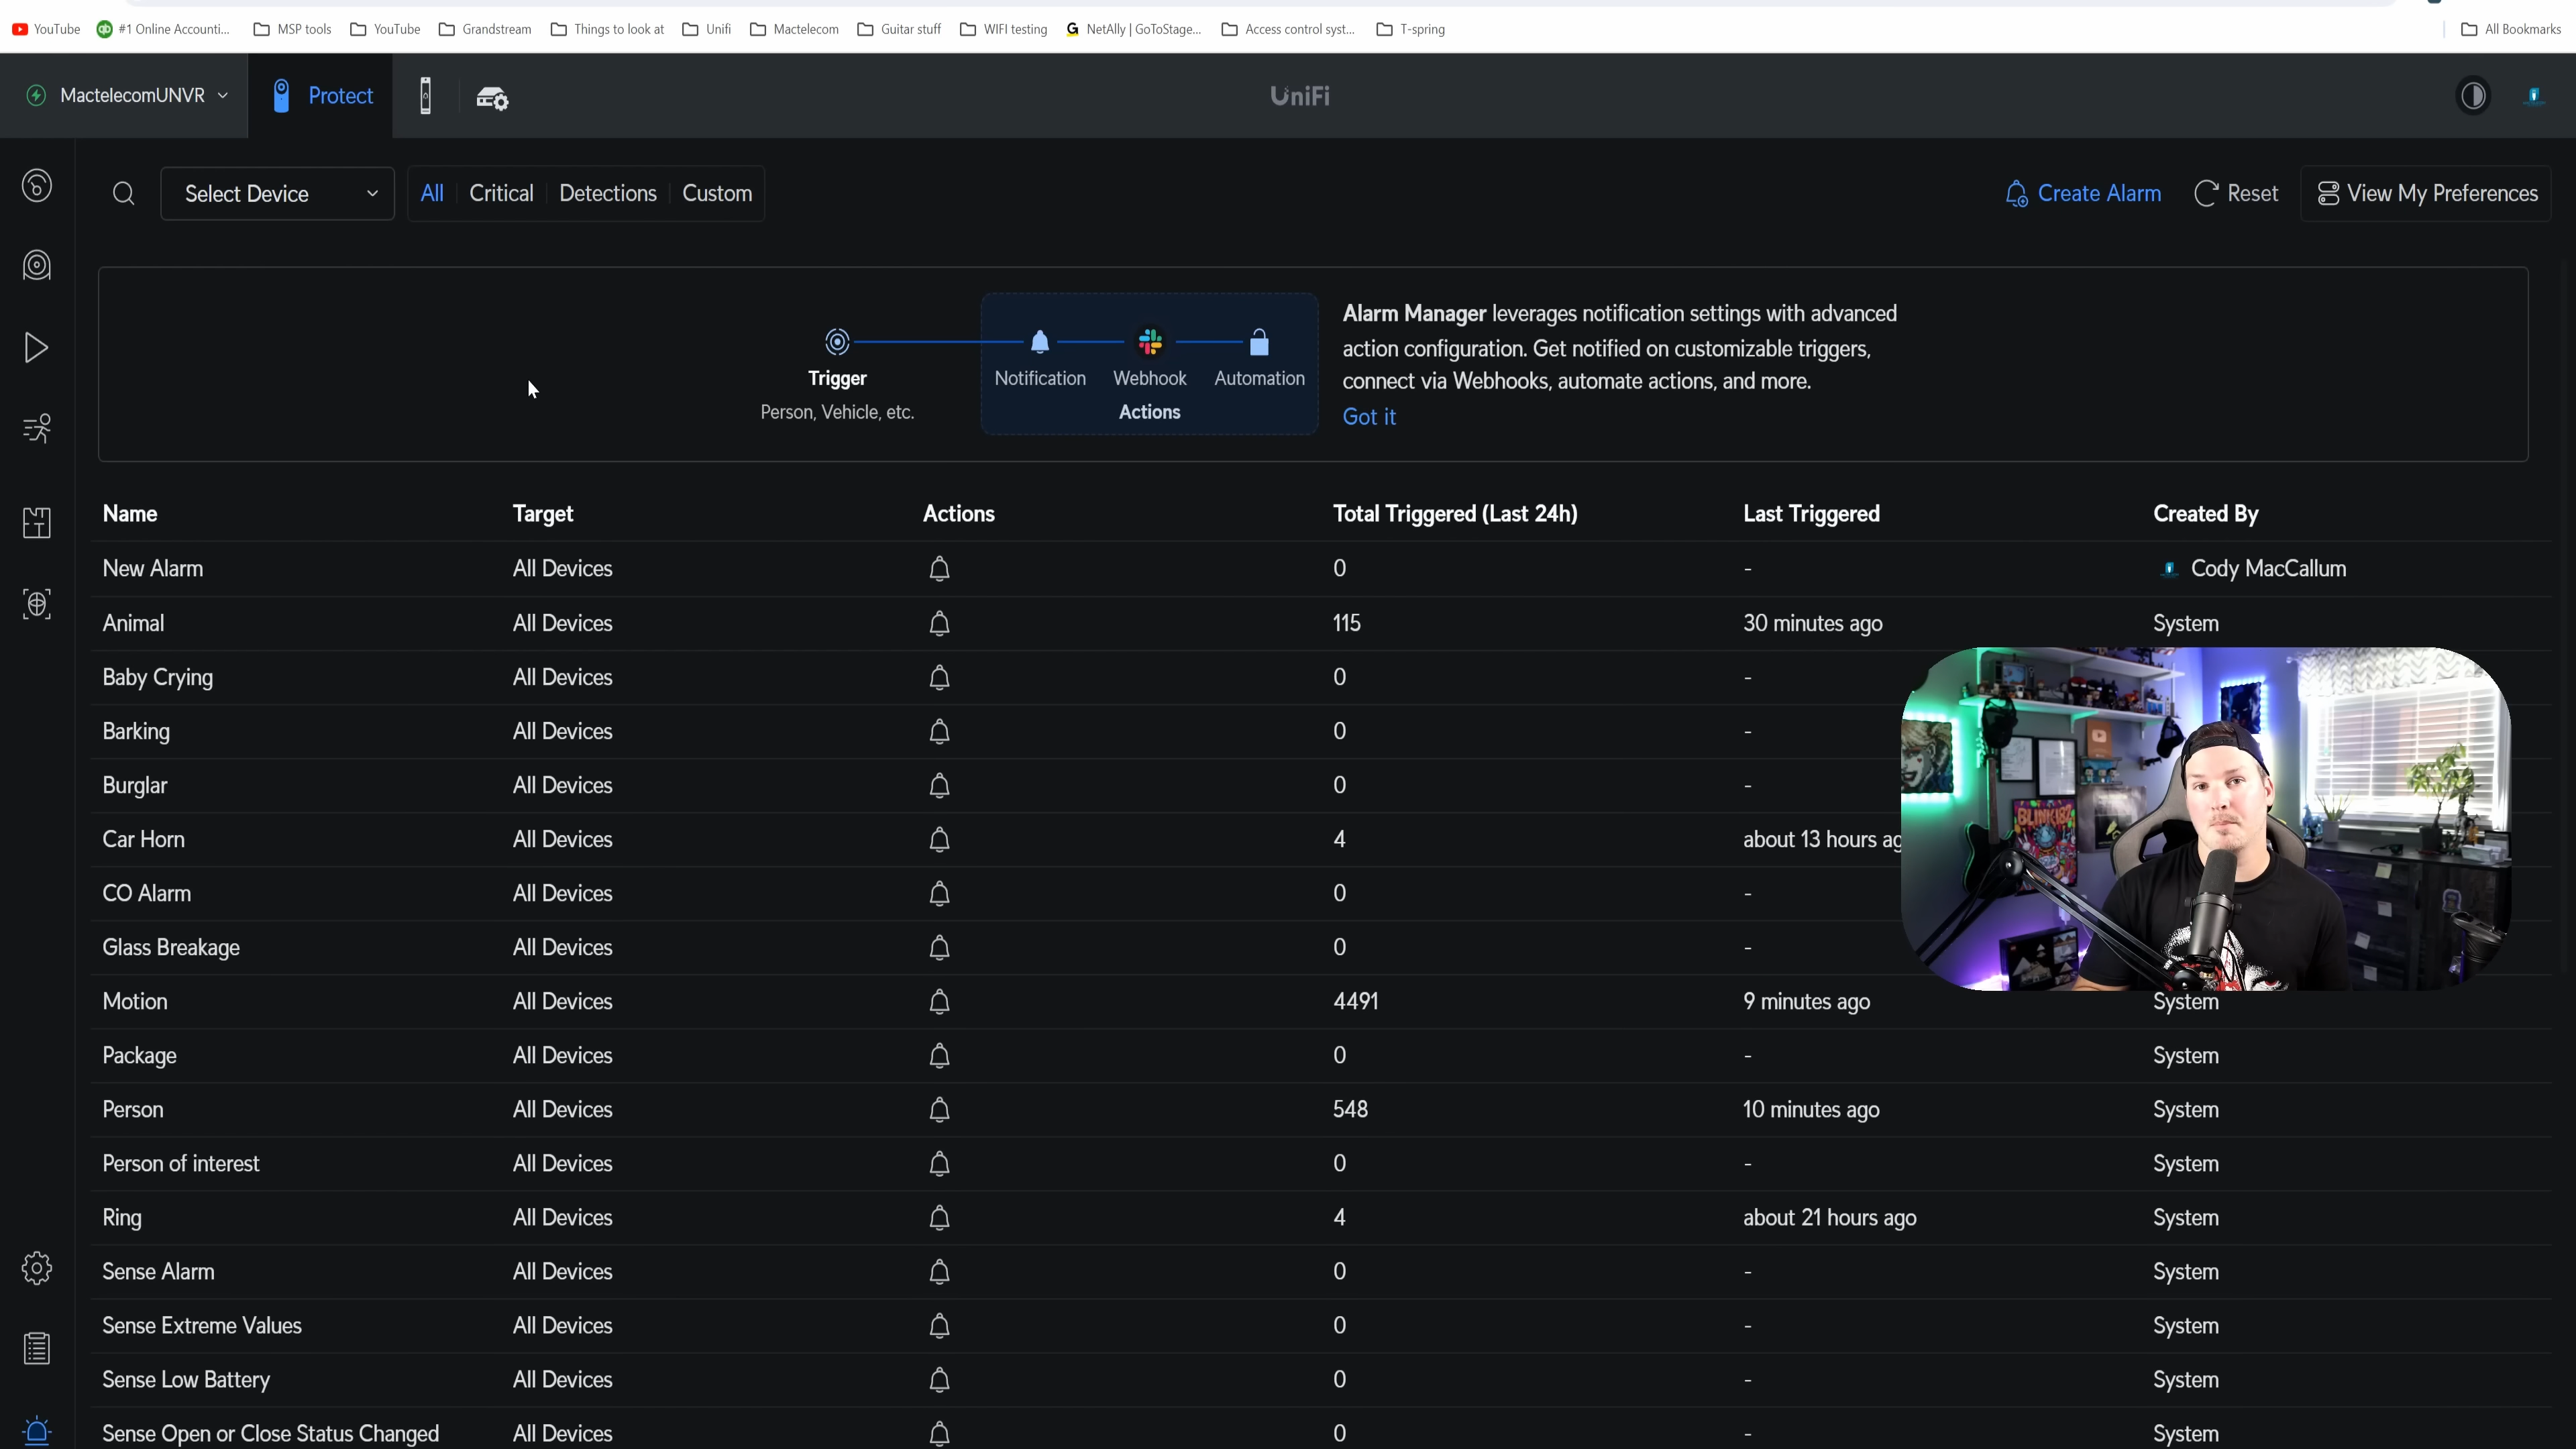 YouTube #1 Online Accounti... MSP tools YouTube Grandstream Things to look at Unifi Mactelecom Guitar stuff WIFI testing NetAlly | GoToStage... Access control syst... T-spring All Bookmarks
MactelecomUNVR Protect UniFi
Select Device All Critical Detections Custom Create Alarm Reset View My Preferences
Trigger
Person, Vehicle, etc.
Notification Webhook Automation
Actions
Alarm Manager leverages notification settings with advanced
action configuration. Get notified on customizable triggers,
connect via Webhooks, automate actions, and more.
Got it
Name Target Actions Total Triggered (Last 24h) Last Triggered Created By
New Alarm All Devices 0 - Cody MacCallum
Animal All Devices 115 30 minutes ago System
Baby Crying All Devices 0 -
Barking All Devices 0 -
Burglar All Devices 0 -
Car Horn All Devices 4 about 13 hours ag
CO Alarm All Devices 0 -
Glass Breakage All Devices 0 -
Motion All Devices 4491 9 minutes ago System
Package All Devices 0 - System
Person All Devices 548 10 minutes ago System
Person of interest All Devices 0 - System
Ring All Devices 4 about 21 hours ago System
Sense Alarm All Devices 0 - System
Sense Extreme Values All Devices 0 - System
Sense Low Battery All Devices 0 - System
Sense Open or Close Status Changed All Devices 0 - System
BLINK182